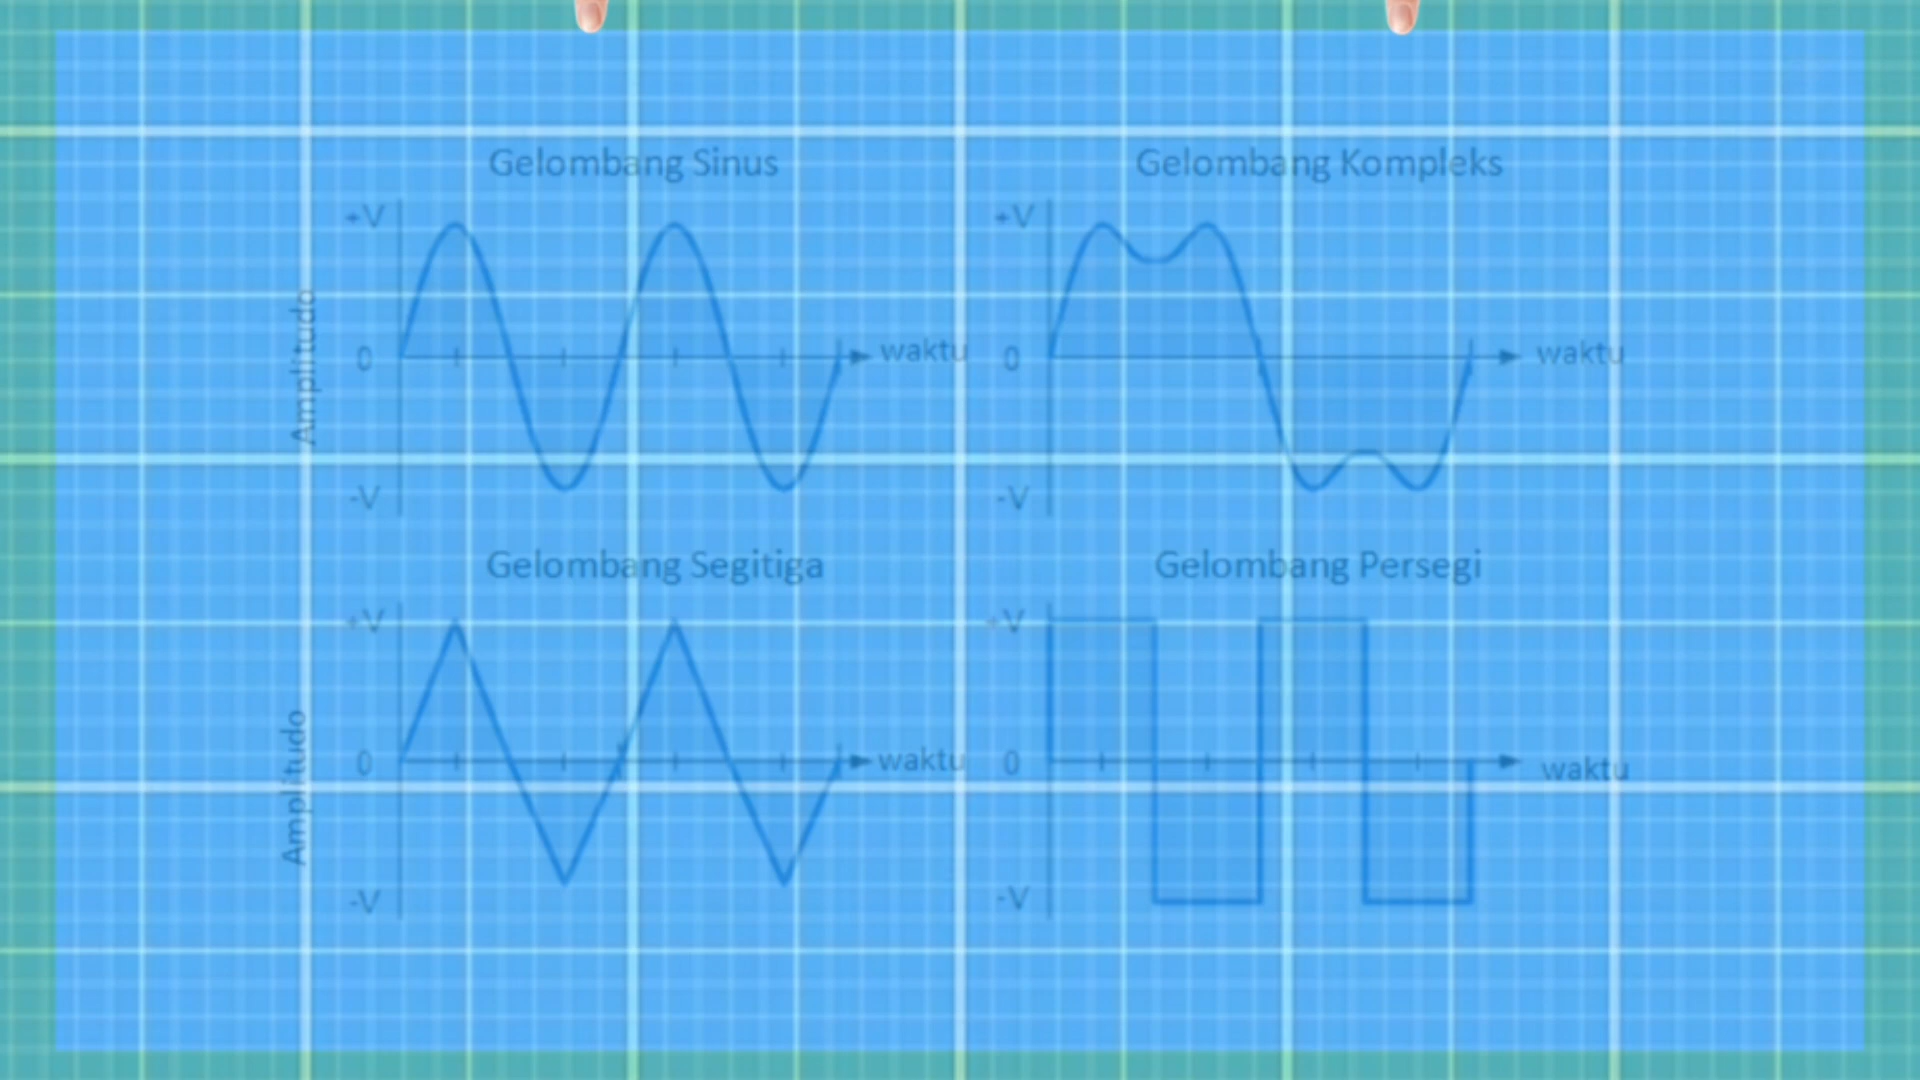 Gelombang Sinus
+V
Amplitudo
0
waktu
-V
Gelombang Kompleks
+V
0
waktu
-V
Gelombang Segitiga
+V
Amplitudo
0
waktu
-V
Gelombang Persegi
+V
0
waktu
-V